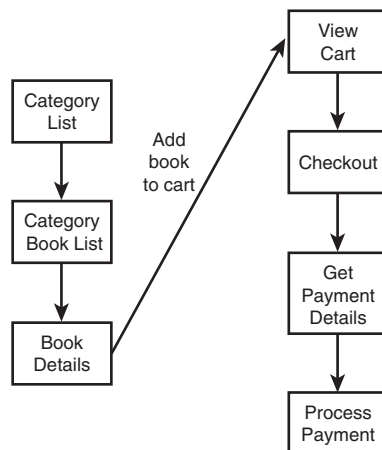 Category
List
Category
Book List
Book
Details
Add
book
to cart
View
Cart
Checkout
Get
Payment
Details
Process
Payment